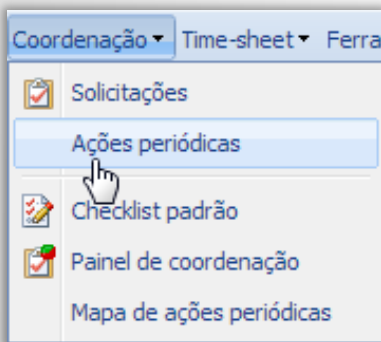 Coordenação Time-sheet Ferra
Solicitações
Ações periódicas
Checklist padrão
Painel de coordenação
Mapa de ações periódicas